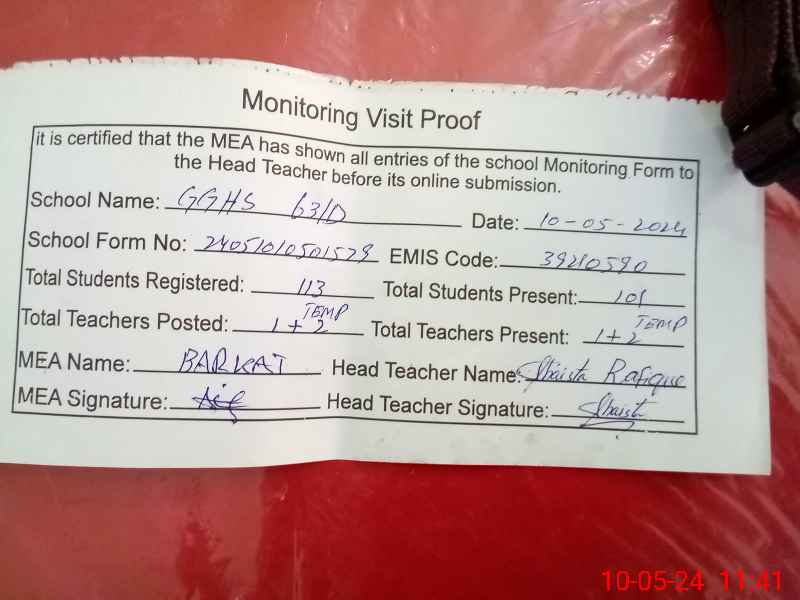 Monitoring Visit Proof
it is certified that the MEA has shown all entries of the school Monitoring Form to
the Head Teacher before its online submission.
School Name: GGHS 63/D Date: 10-05-2024
School Form No: 24051010501579 EMIS Code: 39210590
Total Students Registered: 113 Total Students Present: 101
Total Teachers Posted: 1+2 TEMP Total Teachers Present: 1+2 TEMP
MEA Name: BARKAT Head Teacher Name: Shaista Rafique
MEA Signature: Head Teacher Signature: Shaist
10-05-24 11:41